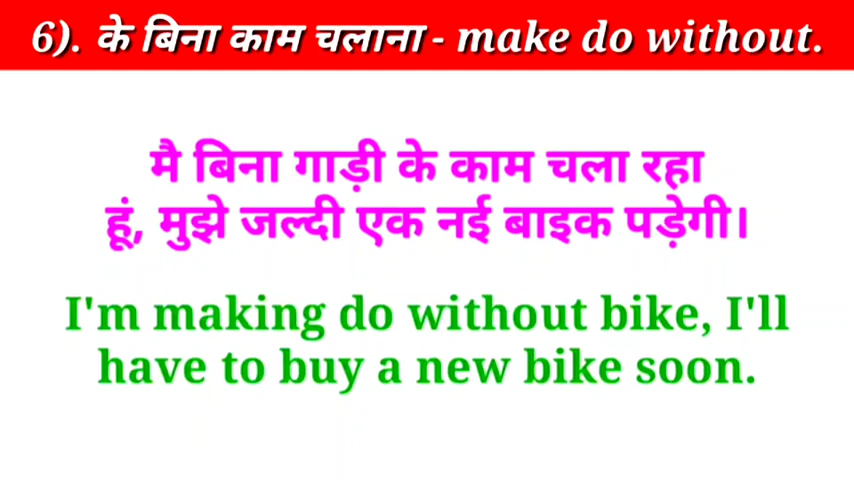 6). के बिना काम चलाना - make do without.
मै बिना गाड़ी के काम चला रहा
हूं, मुझे जल्दी एक नई बाइक पड़ेगी।
I'm making do without bike, I'll
have to buy a new bike soon.